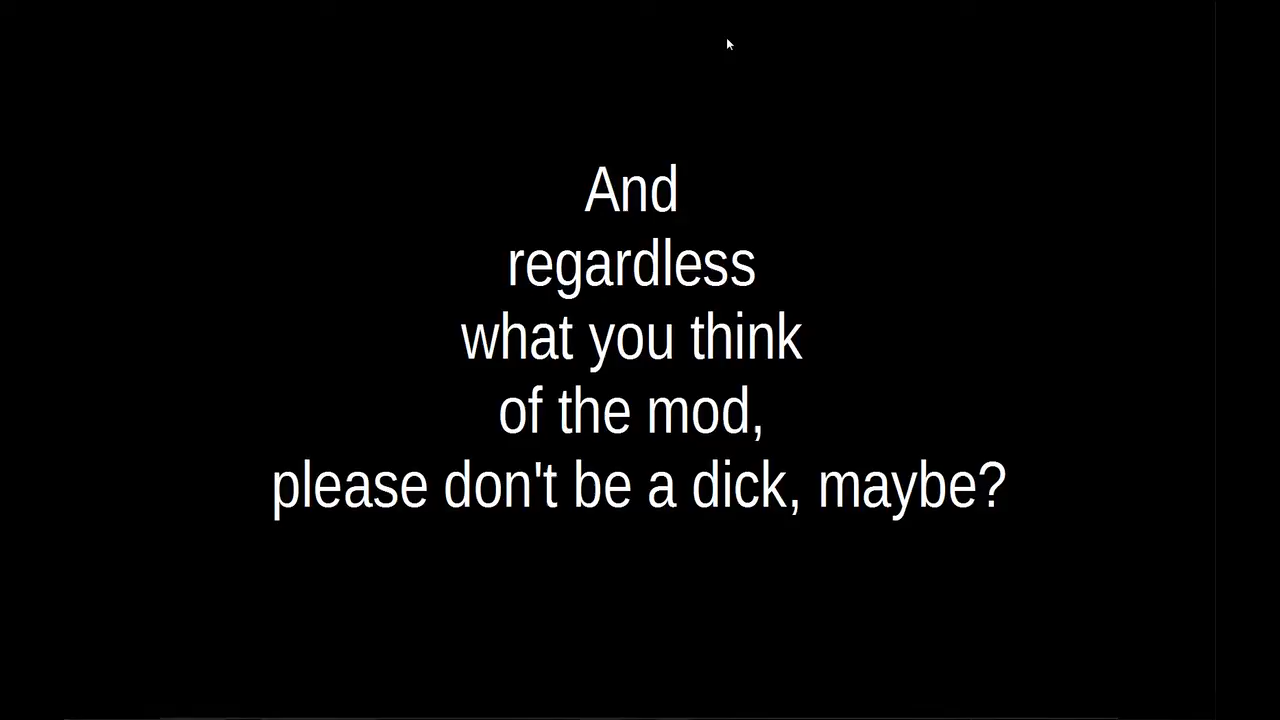 And
regardless
what you think
of the mod,
please don't be a dick, maybe?